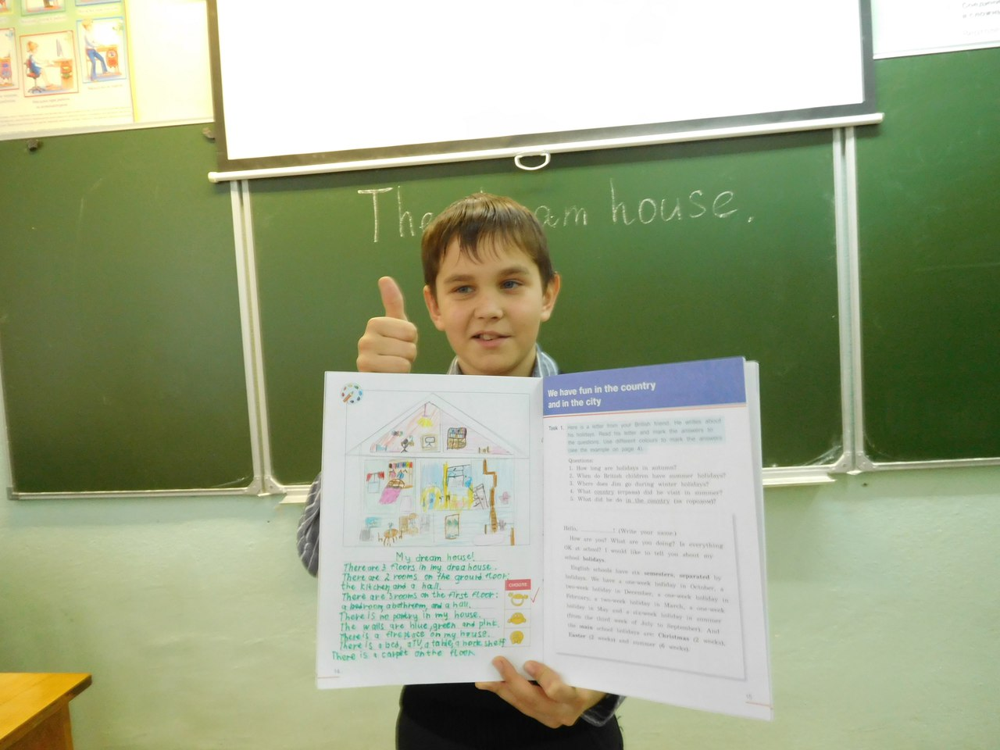 The am house.
My dream house!
There are 3 floors in my drea house.
There are 2 rooms on the ground floor:
the kitchen and a hall.
There are 3 rooms on the first floor:
a bedroom, a bathroom, and a hall.
There is no pantry in my house.
The walls are blue, green and pink.
There is a fireplace on my house.
There is a bed, a TV, a table, a book shelf
There is a carpet on the floor
CHOOSE
14
We have fun in the country
and in the city
Task 1. Here is a letter from your British friend. He writes about
his holidays. Read his letter and mark the answers to
the questions. Use different colours to mark the answers
(see the example on page 4).
Questions:
1. How long are holidays in autumn?
2. When do British children have summer holidays?
3. Where does Jim go during winter holidays?
4. What country (страна) did he visit in summer?
5. What did he do in the country (за городом)?
Hello, ! (Write your name.)
How are you? What are you doing? Is everything
OK at school? I would like to tell you about my
school holidays.
English schools have six semesters, separated by
holidays. We have a one-week holiday in October, a
two-week holiday in December, a one-week holiday in
February, a two-week holiday in March, a one-week
holiday in May and a six-week holiday in summer
(from the third week of July to September). And
the main school holidays are: Christmas (2 weeks),
Easter (2 weeks) and summer (6 weeks).
15